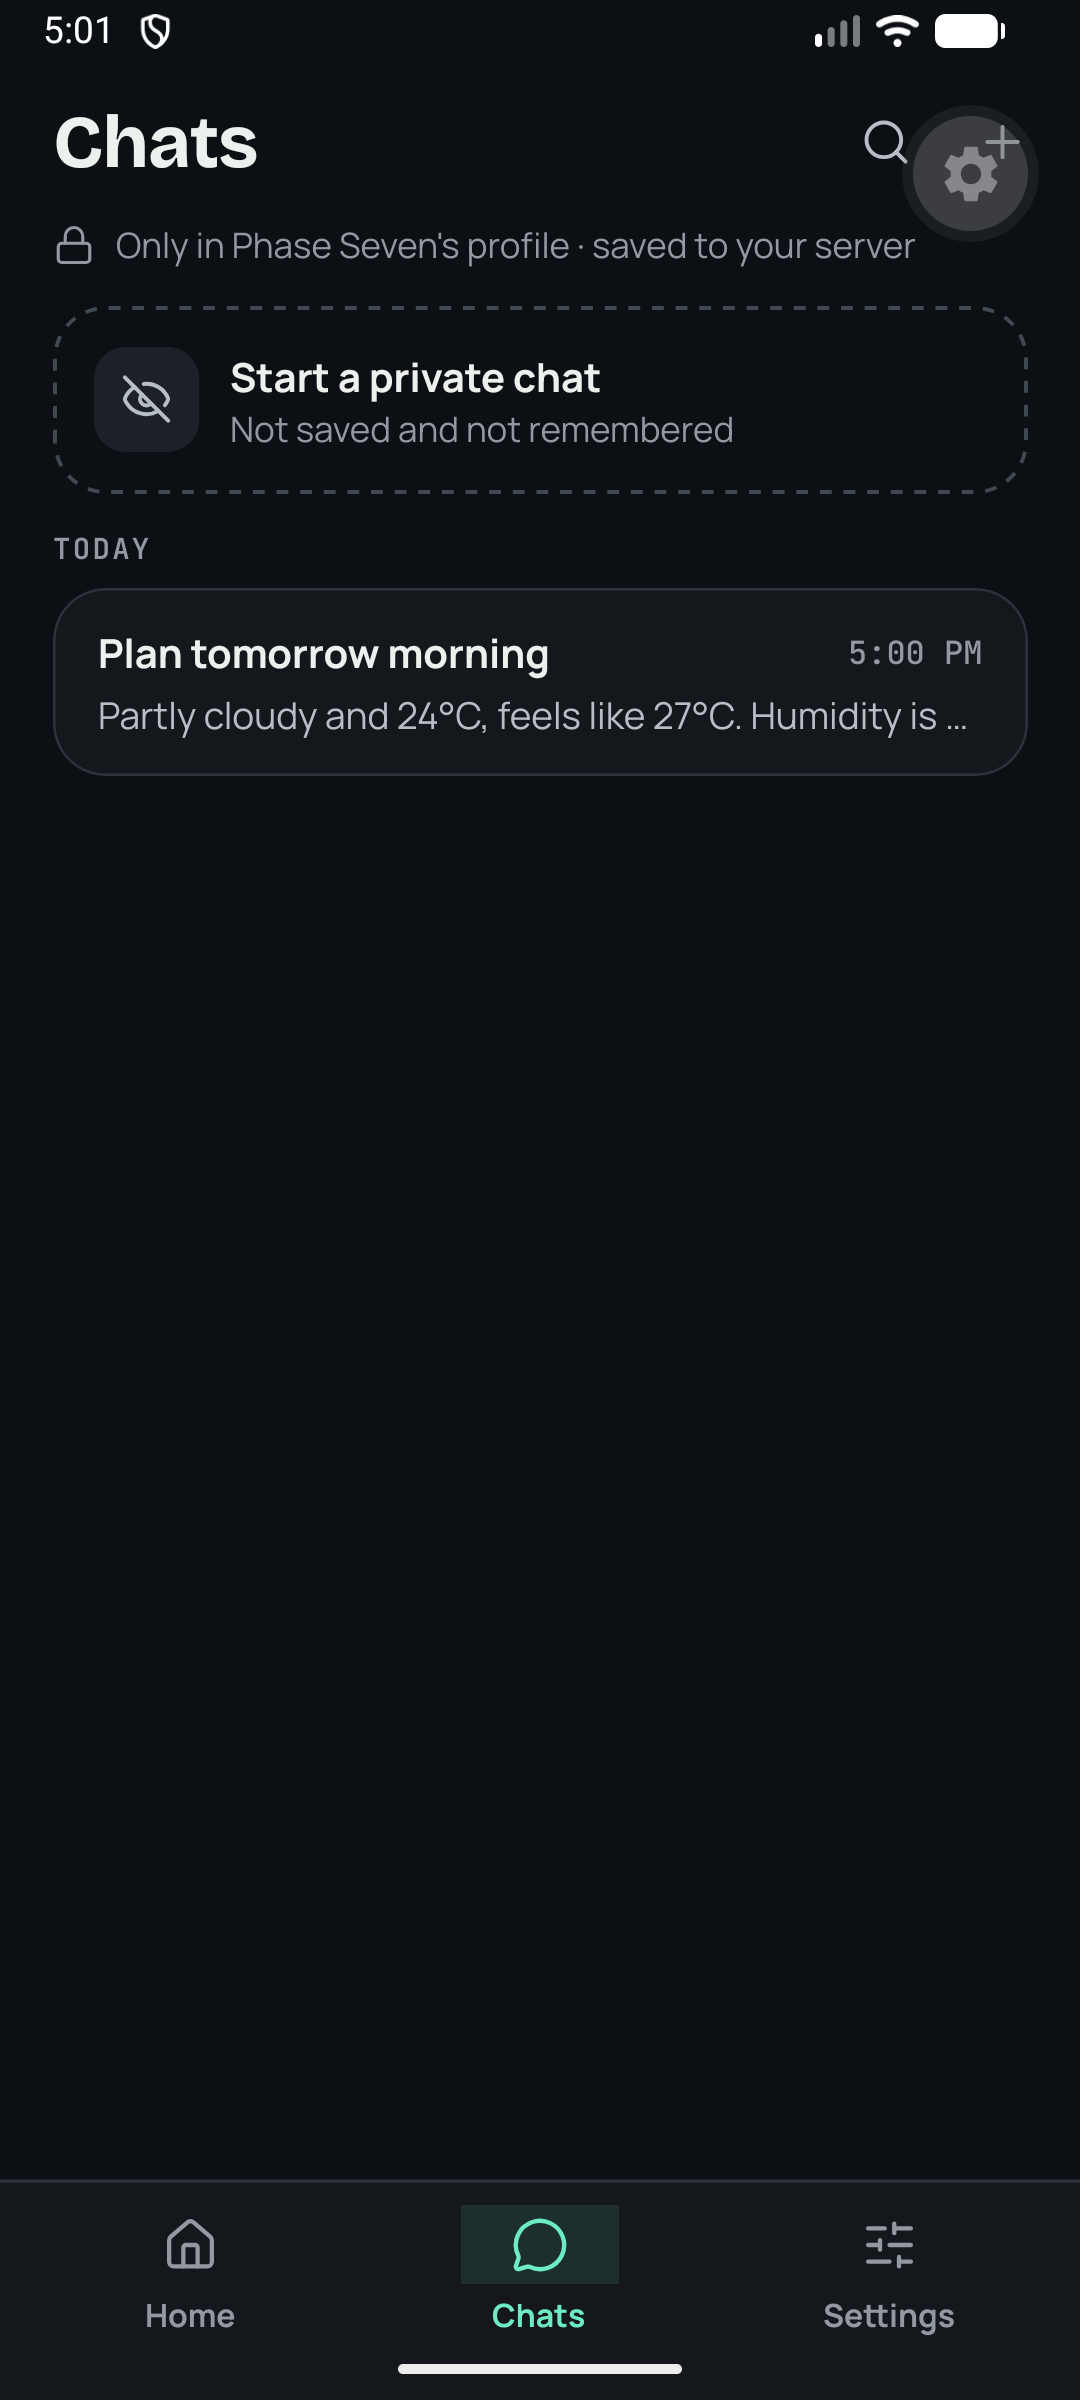 5:01
Chats
Only in Phase Seven's profile · saved to your server
Start a private chat
Not saved and not remembered
TODAY
Plan tomorrow morning
5:00 PM
Partly cloudy and 24°C, feels like 27°C. Humidity is ...
Home
Chats
Settings